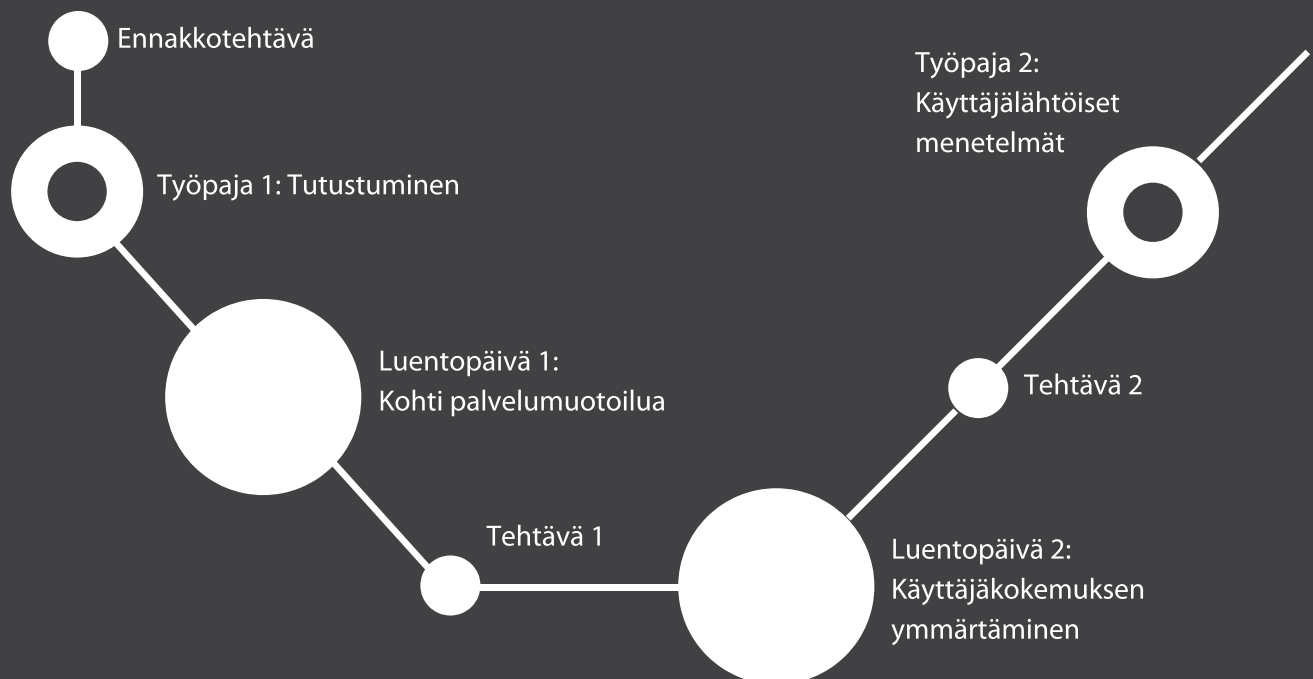 Ennakkotehtävä
Työpaja 1: Tutustuminen
Luentopäivä 1:
Kohti palvelumuotoilua
Tehtävä 1
Luentopäivä 2:
Käyttäjäkokemuksen
ymmärtäminen
Tehtävä 2
Työpaja 2:
Käyttäjälähtöiset
menetelmät